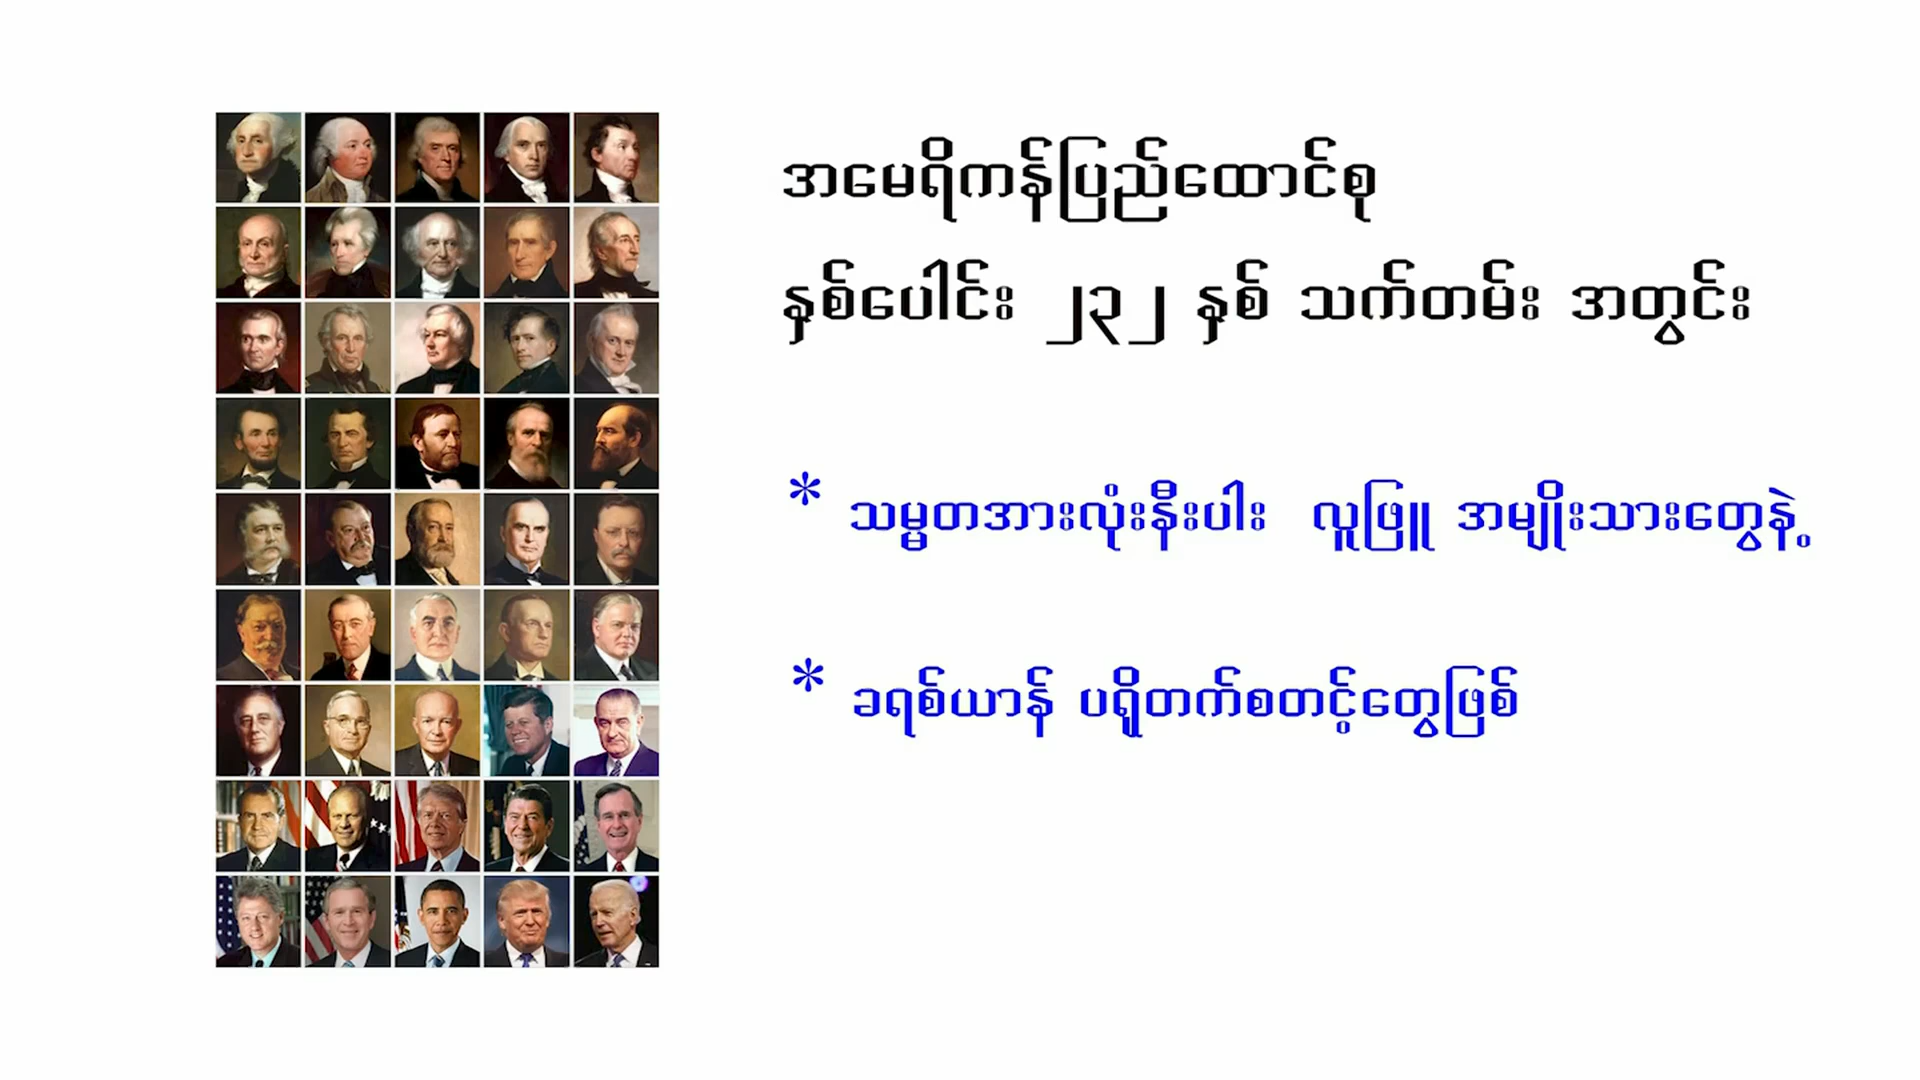 အမေရိကန်ပြည်ထောင်စု
နှစ်ပေါင်း ၂၃၂ နှစ် သက်တမ်း အတွင်း
* သမ္မတအားလုံးနီးပါး လူဖြူ အမျိုးသားတွေနဲ့
* ခရစ်ယာန် ပရိုတက်စတင့်တွေဖြစ်